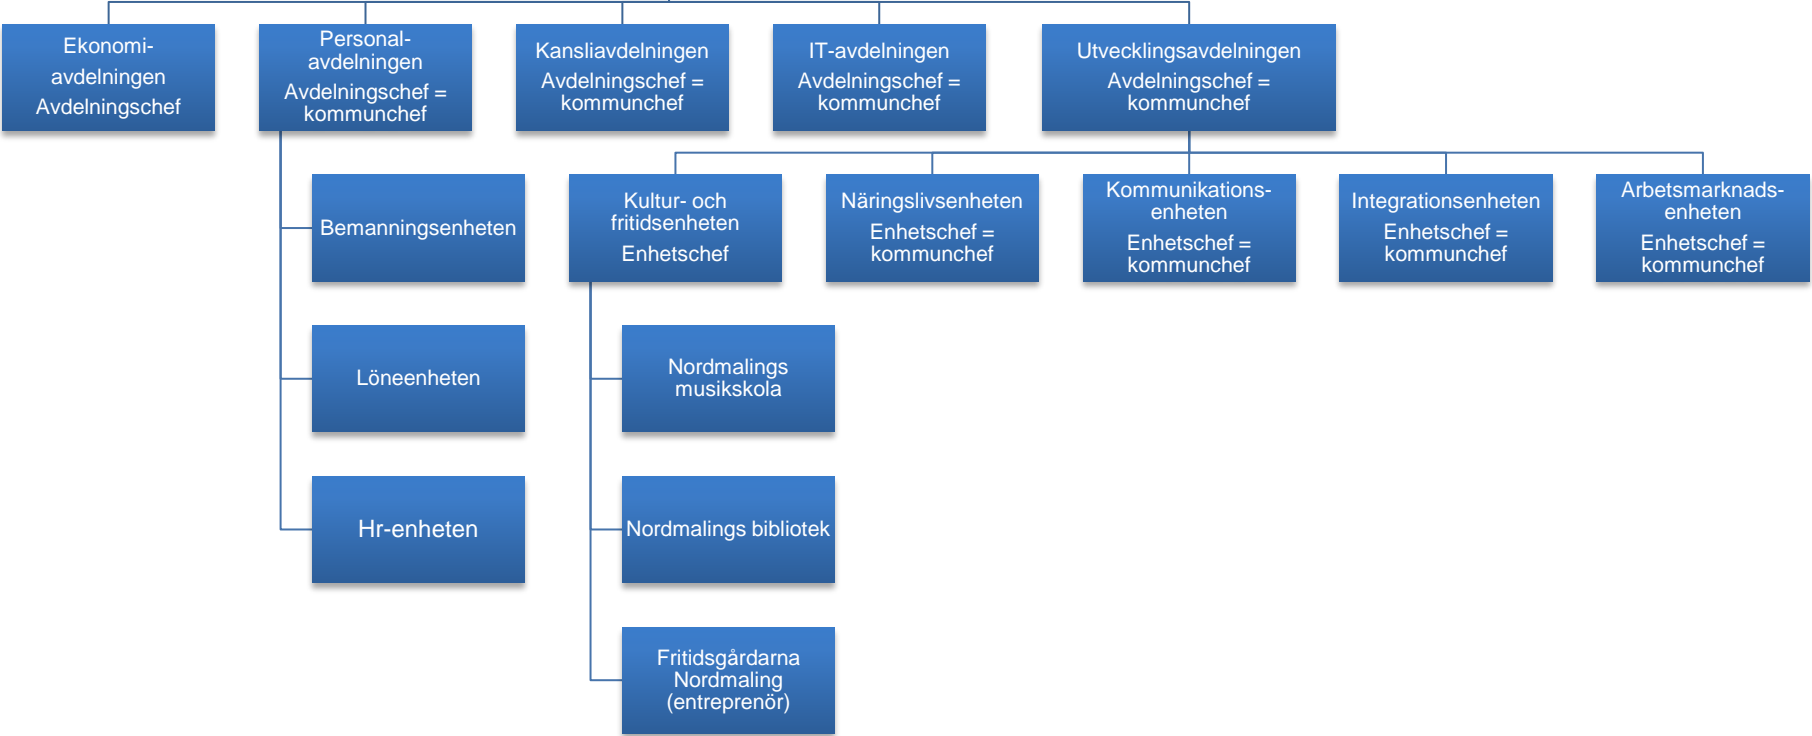 Ekonomi-
avdelningen
Avdelningschef
Personal-
avdelningen
Avdelningschef =
kommunchef
Kansliavdelningen
Avdelningschef =
kommunchef
IT-avdelningen
Avdelningschef =
kommunchef
Utvecklingsavdelningen
Avdelningschef =
kommunchef
Bemanningsenheten
Löneenheten
Hr-enheten
Kultur- och
fritidsenheten
Enhetschef
Näringslivsenheten
Enhetschef =
kommunchef
Kommunikations-
enheten
Enhetschef =
kommunchef
Integrationsenheten
Enhetschef =
kommunchef
Arbetsmarknads-
enheten
Enhetschef =
kommunchef
Nordmalings
musikskola
Nordmalings bibliotek
Fritidsgårdarna
Nordmaling
(entreprenör)